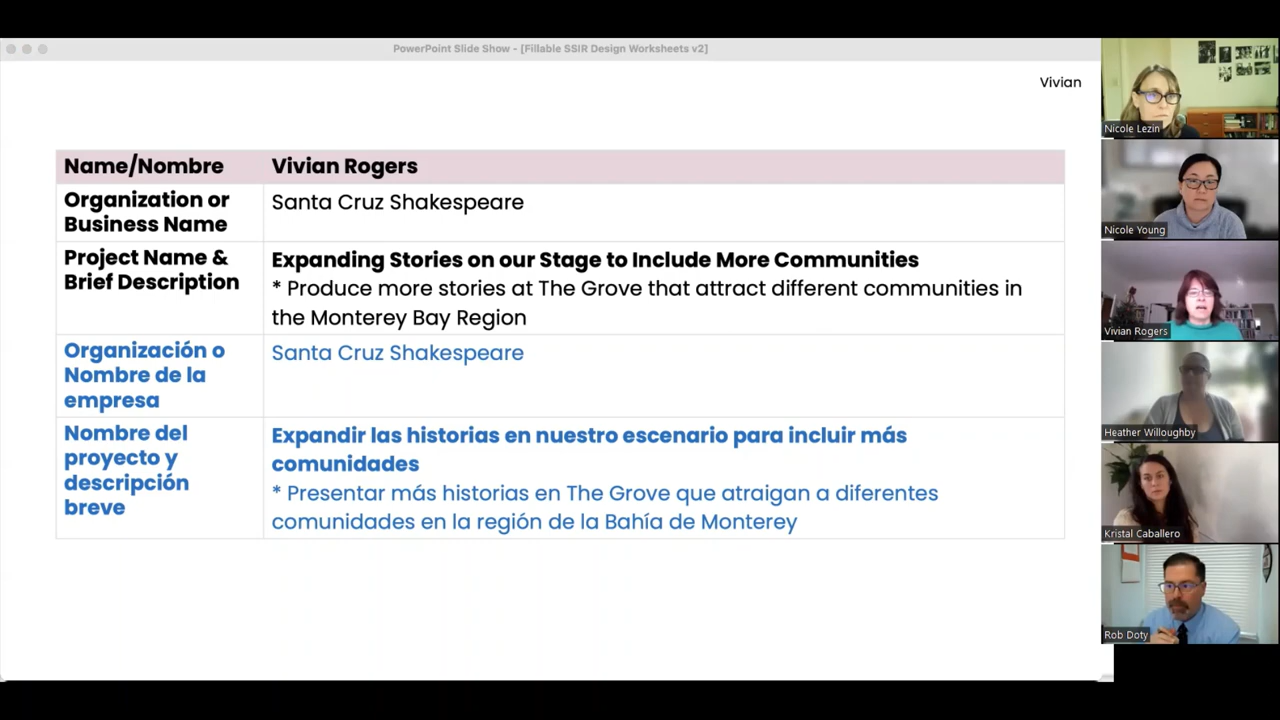 PowerPoint Slide Show - [Fillable SSIR Design Worksheets v2]
Vivian
Name/Nombre
Vivian Rogers
Organization or
Business Name
Santa Cruz Shakespeare
Project Name &
Brief Description
Expanding Stories on our Stage to Include More Communities
* Produce more stories at The Grove that attract different communities in
the Monterey Bay Region
Organización o
Nombre de la
empresa
Santa Cruz Shakespeare
Nombre del
proyecto y
descripción
breve
Expandir las historias en nuestro escenario para incluir más
comunidades
* Presentar más historias en The Grove que atraigan a diferentes
comunidades en la región de la Bahía de Monterey
Nicole Lezin
Nicole Young
Vivian Rogers
Heather Willoughby
Kristal Caballero
Rob Doty